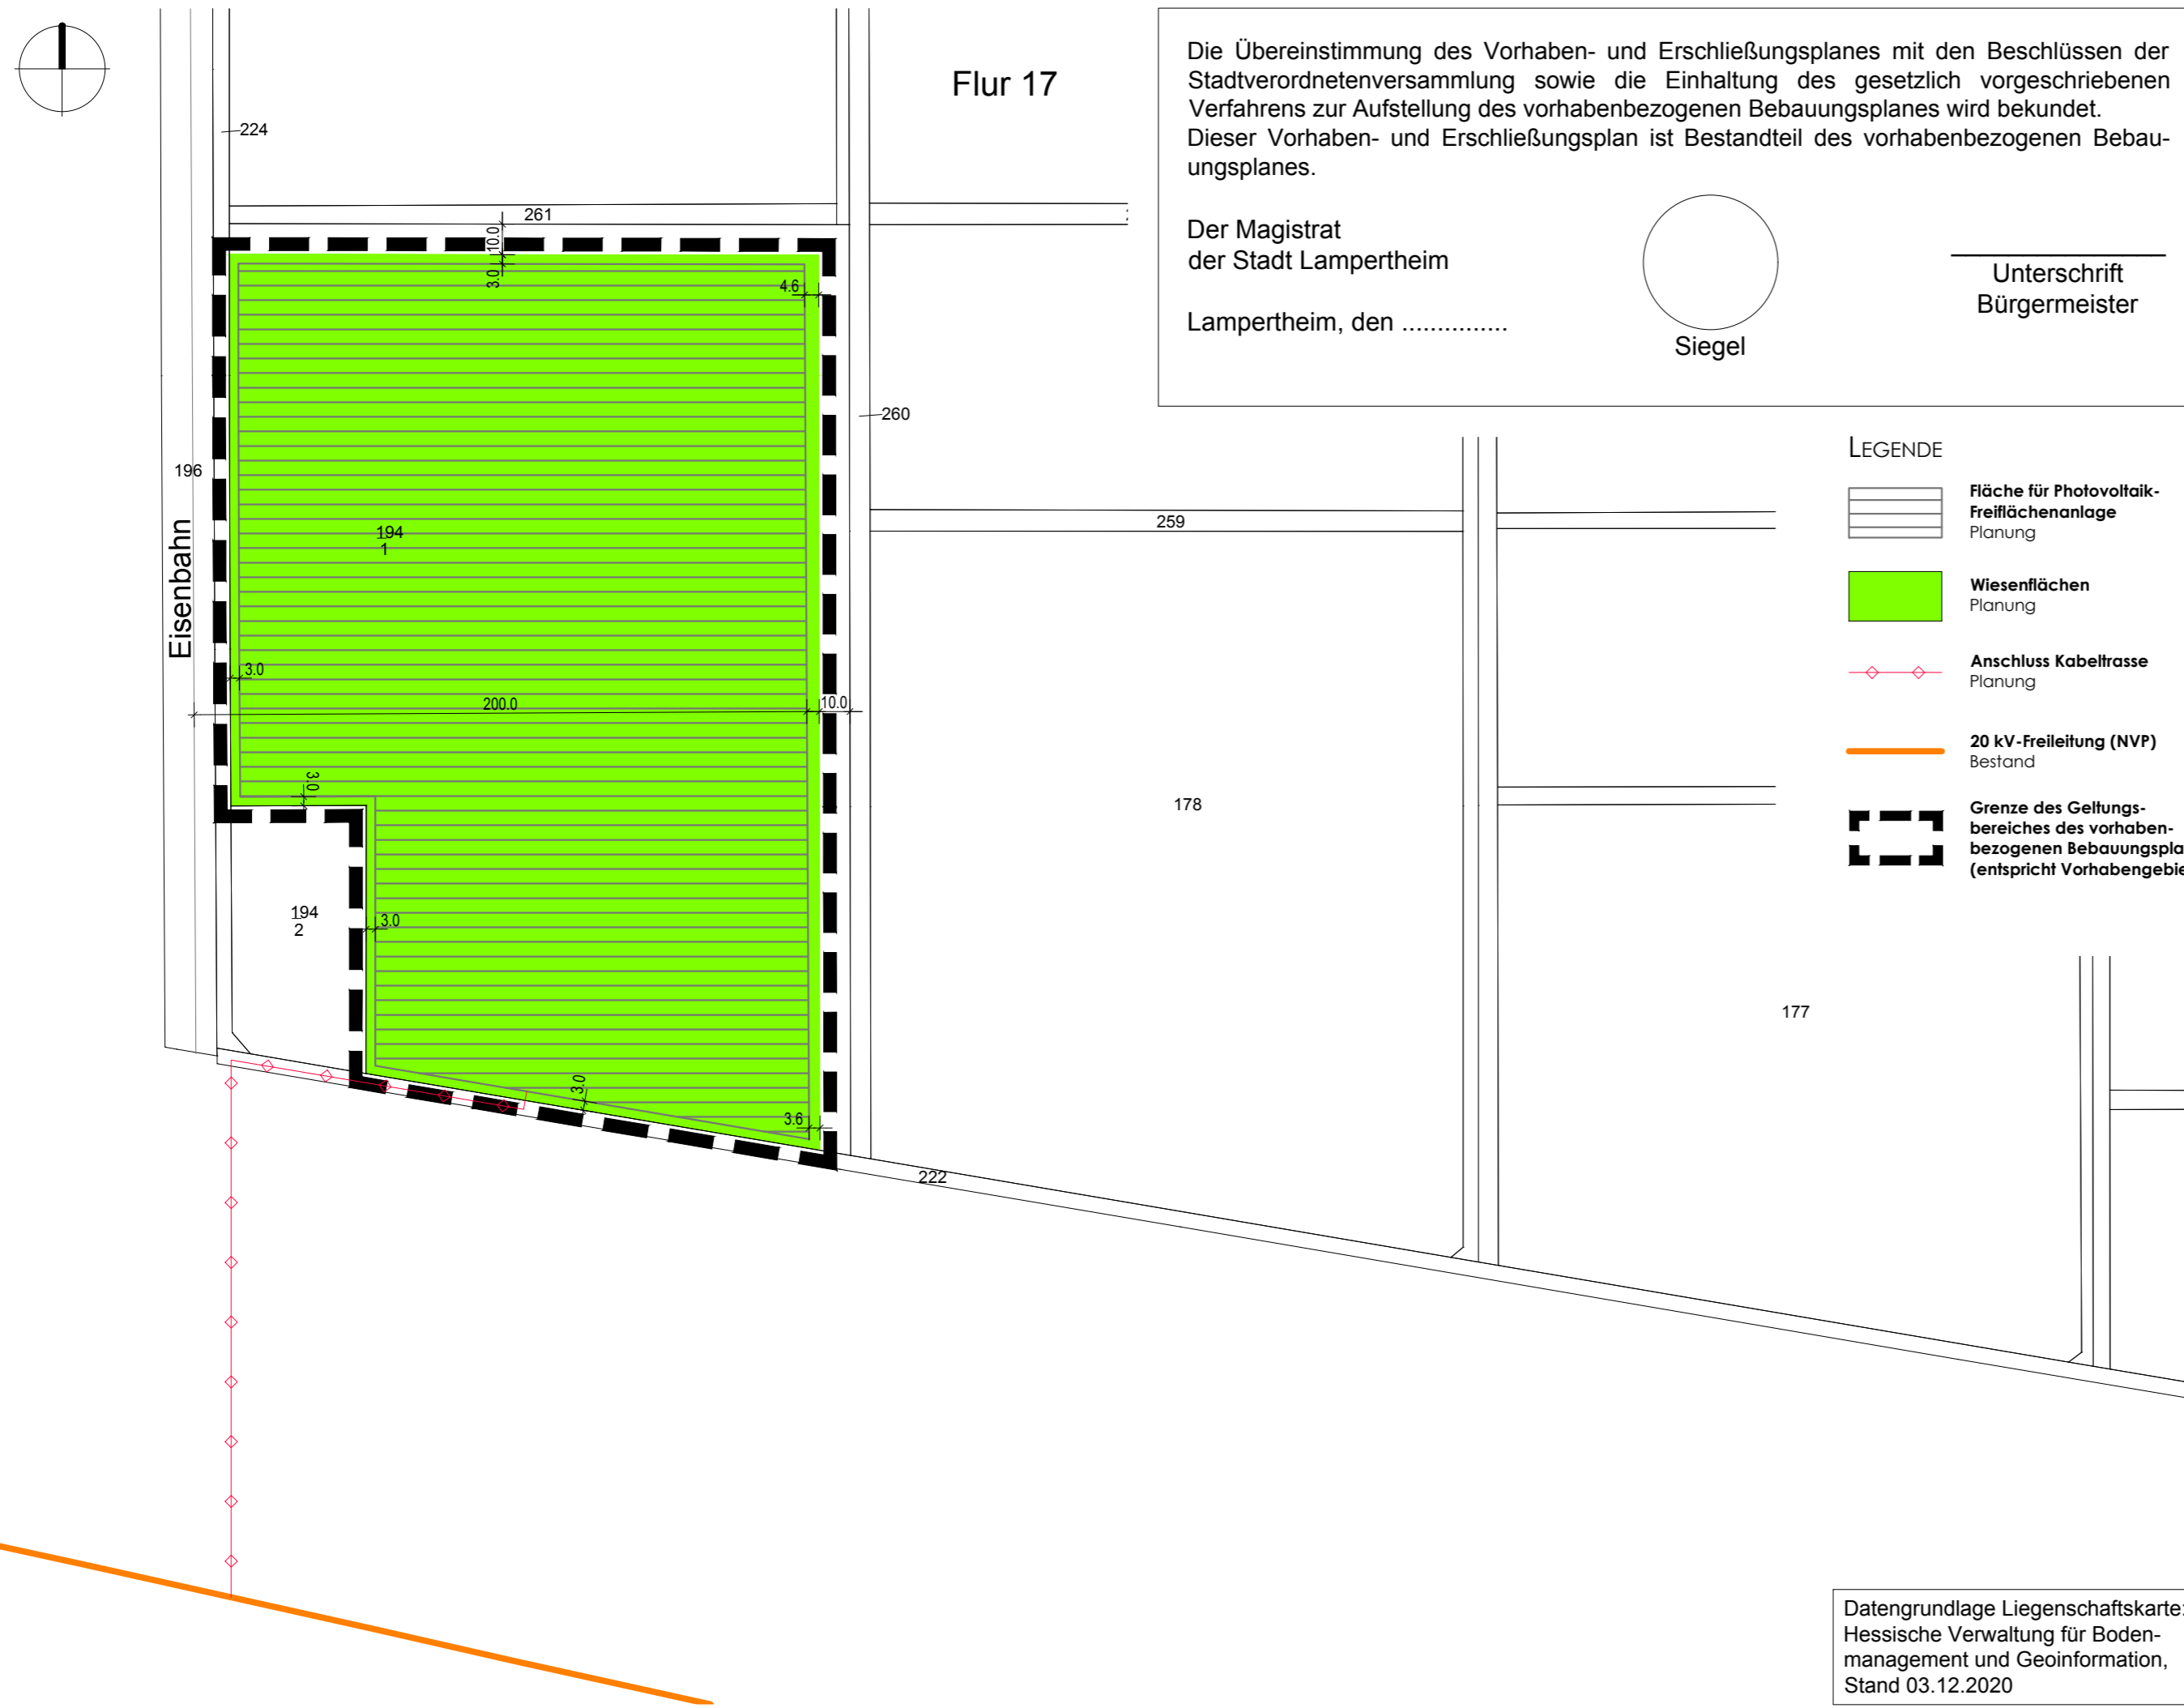 Flur 17
Die Übereinstimmung des Vorhaben- und Erschließungsplanes mit den Beschlüssen der
Stadtverordnetenversammlung sowie die Einhaltung des gesetzlich vorgeschriebenen
Verfahrens zur Aufstellung des vorhabenbezogenen Bebauungsplanes wird bekundet.
Dieser Vorhaben- und Erschließungsplan ist Bestandteil des vorhabenbezogenen Bebau-
ungsplanes.
Der Magistrat
der Stadt Lampertheim
Lampertheim, den ...............
Siegel
Unterschrift
Bürgermeister
224
261
10.0
3.0
4.6
260
196
Eisenbahn
194
1
259
3.0
200.0
10.0
3.0
178
194
2
3.0
177
3.0
3.6
222
LEGENDE
Fläche für Photovoltaik-
Freiflächenanlage
Planung
Wiesenflächen
Planung
Anschluss Kabeltrasse
Planung
20 kV-Freileitung (NVP)
Bestand
Grenze des Geltungs-
bereiches des vorhaben-
bezogenen Bebauungspla
(entspricht Vorhabengebie
Datengrundlage Liegenschaftskarte:
Hessische Verwaltung für Boden-
management und Geoinformation,
Stand 03.12.2020